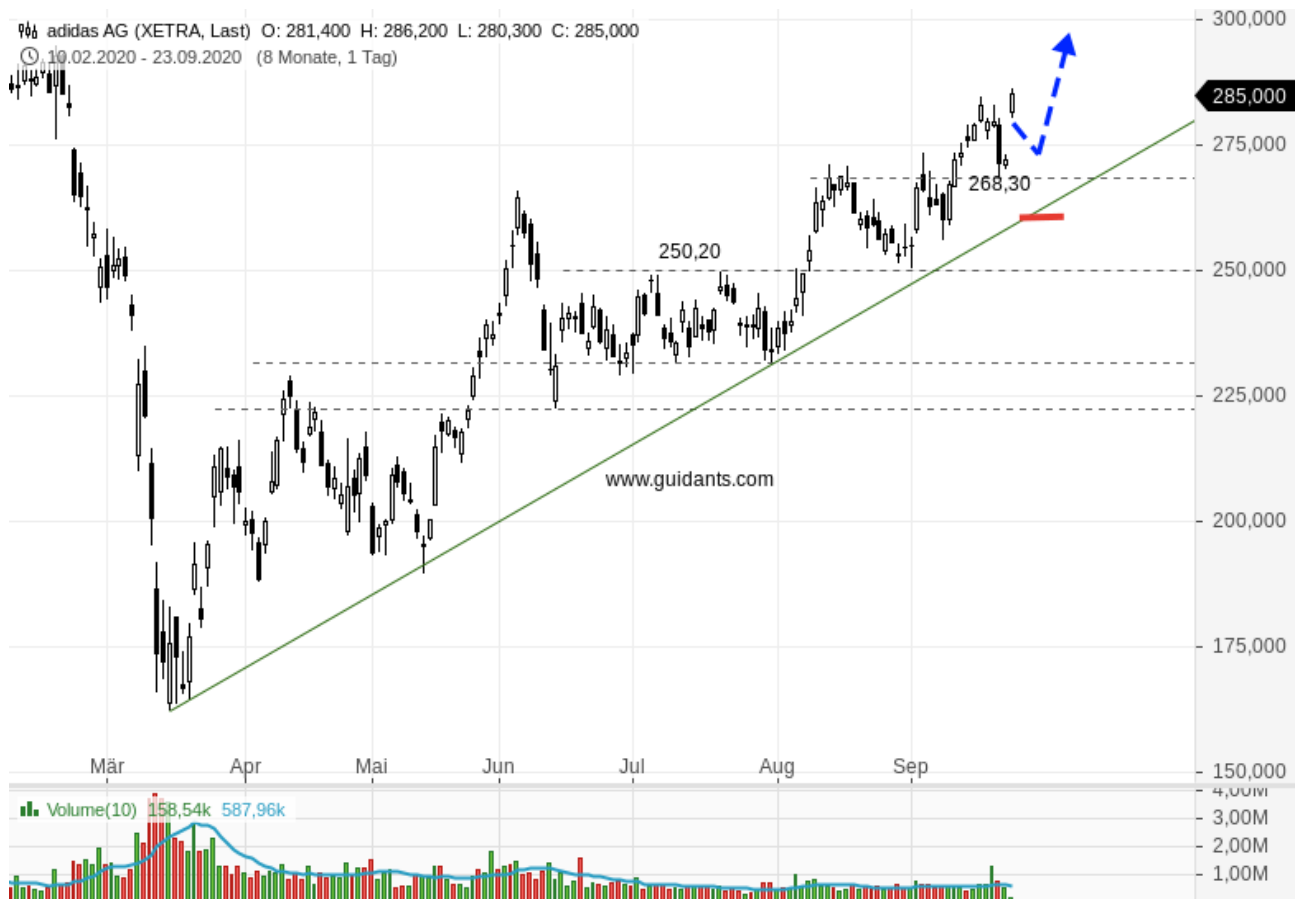 adidas AG (XETRA, Last) O: 281,400 H: 286,200 L: 280,300 C: 285,000
10.02.2020 - 23.09.2020 (8 Monate, 1 Tag)
300,000
285,000
275,000
268,30
250,20
250,000
225,000
www.guidants.com
200,000
175,000
Mär Apr Mai Jun Jul Aug Sep
150,000
Volume(10) 158,54k 587,96k
4,00M
3,00M
2,00M
1,00M